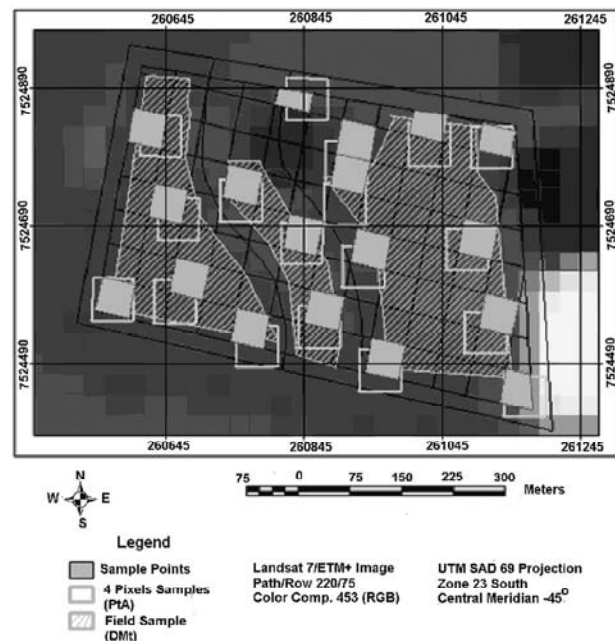 260645 260845 261045 261245
7524890 7524890
7524690 7524690
7524490 7524490
260645 260845 261045 261245
N
W E
S
75 0 75 150 225 300
Meters
Legend
Sample Points
4 Pixels Samples
(PtA)
Field Sample
(DMt)
Landsat 7/ETM+ Image
Path/Row 220/75
Color Comp. 453 (RGB)
UTM SAD 69 Projection
Zone 23 South
Central Meridian -45°